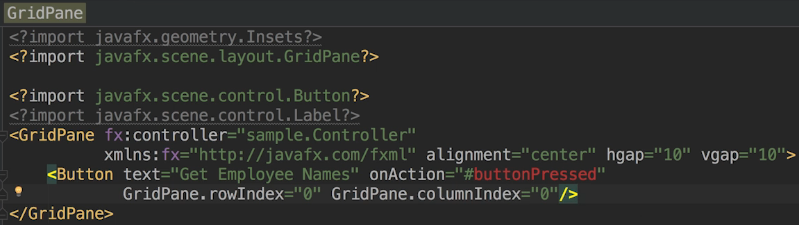 GridPane
<?import javafx.geometry.Insets?>
<?import javafx.scene.layout.GridPane?>
<?import javafx.scene.control.Button?>
<?import javafx.scene.control.Label?>
<GridPane fx:controller="sample.Controller"
xmlns:fx="http://javafx.com/fxml" alignment="center" hgap="10" vgap="10">
<Button text="Get Employee Names" onAction="#buttonPressed"
GridPane.rowIndex="0" GridPane.columnIndex="0"/>
</GridPane>